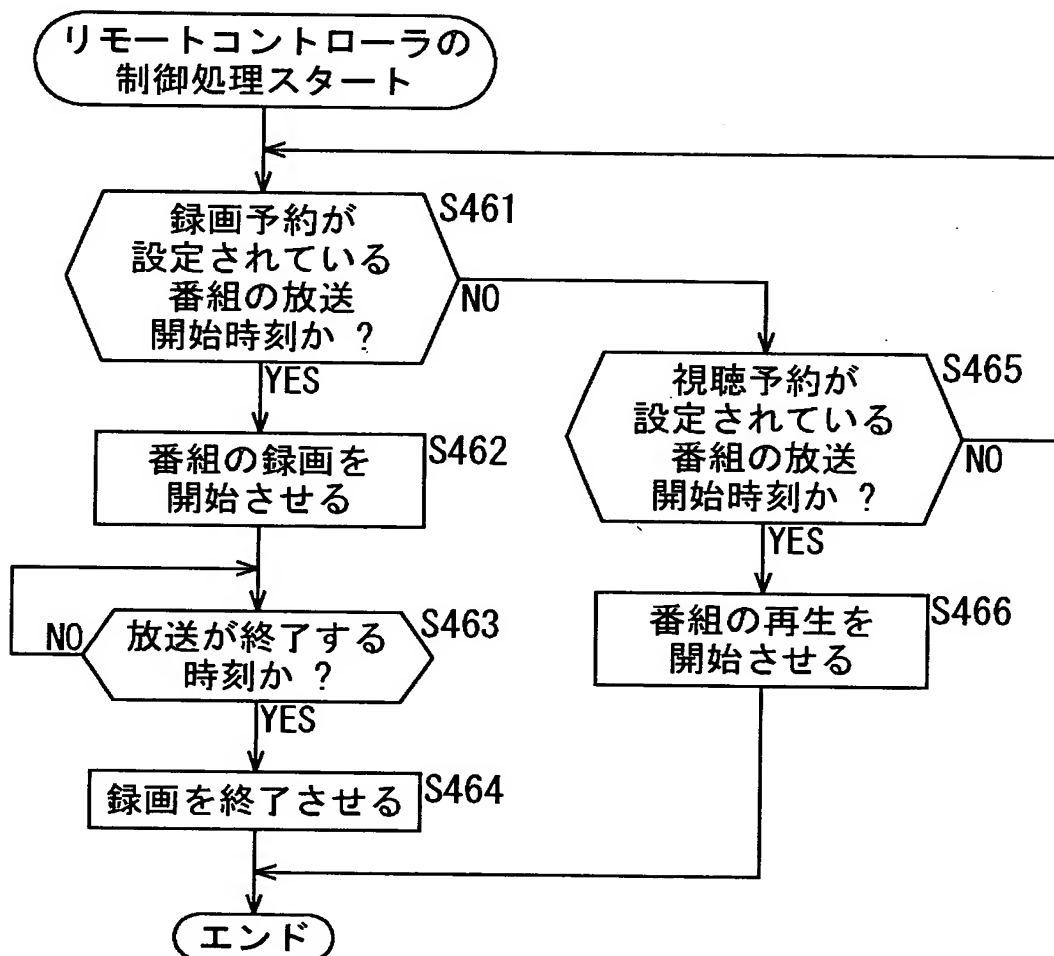 リモートコントローラの
制御処理スタート
録画予約が
設定されている
番組の放送
開始時刻か ?
S461
NO
YES
番組の録画を
開始させる
S462
放送が終了する
時刻か ?
S463
NO
YES
録画を終了させる
S464
視聴予約が
設定されている
番組の放送
開始時刻か ?
S465
NO
YES
番組の再生を
開始させる
S466
エンド